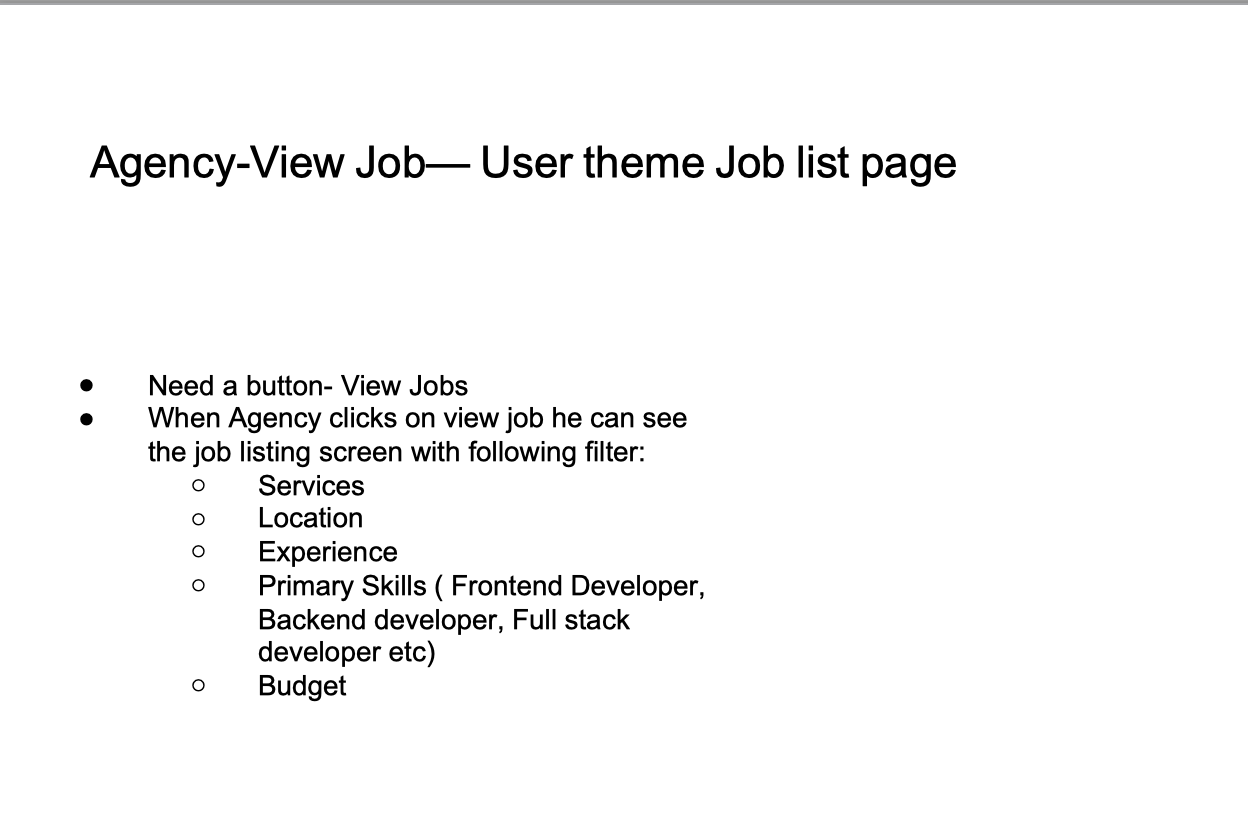 Agency-View Job— User theme Job list page
● Need a button- View Jobs
● When Agency clicks on view job he can see
the job listing screen with following filter:
○ Services
○ Location
○ Experience
○ Primary Skills ( Frontend Developer,
Backend developer, Full stack
developer etc)
○ Budget